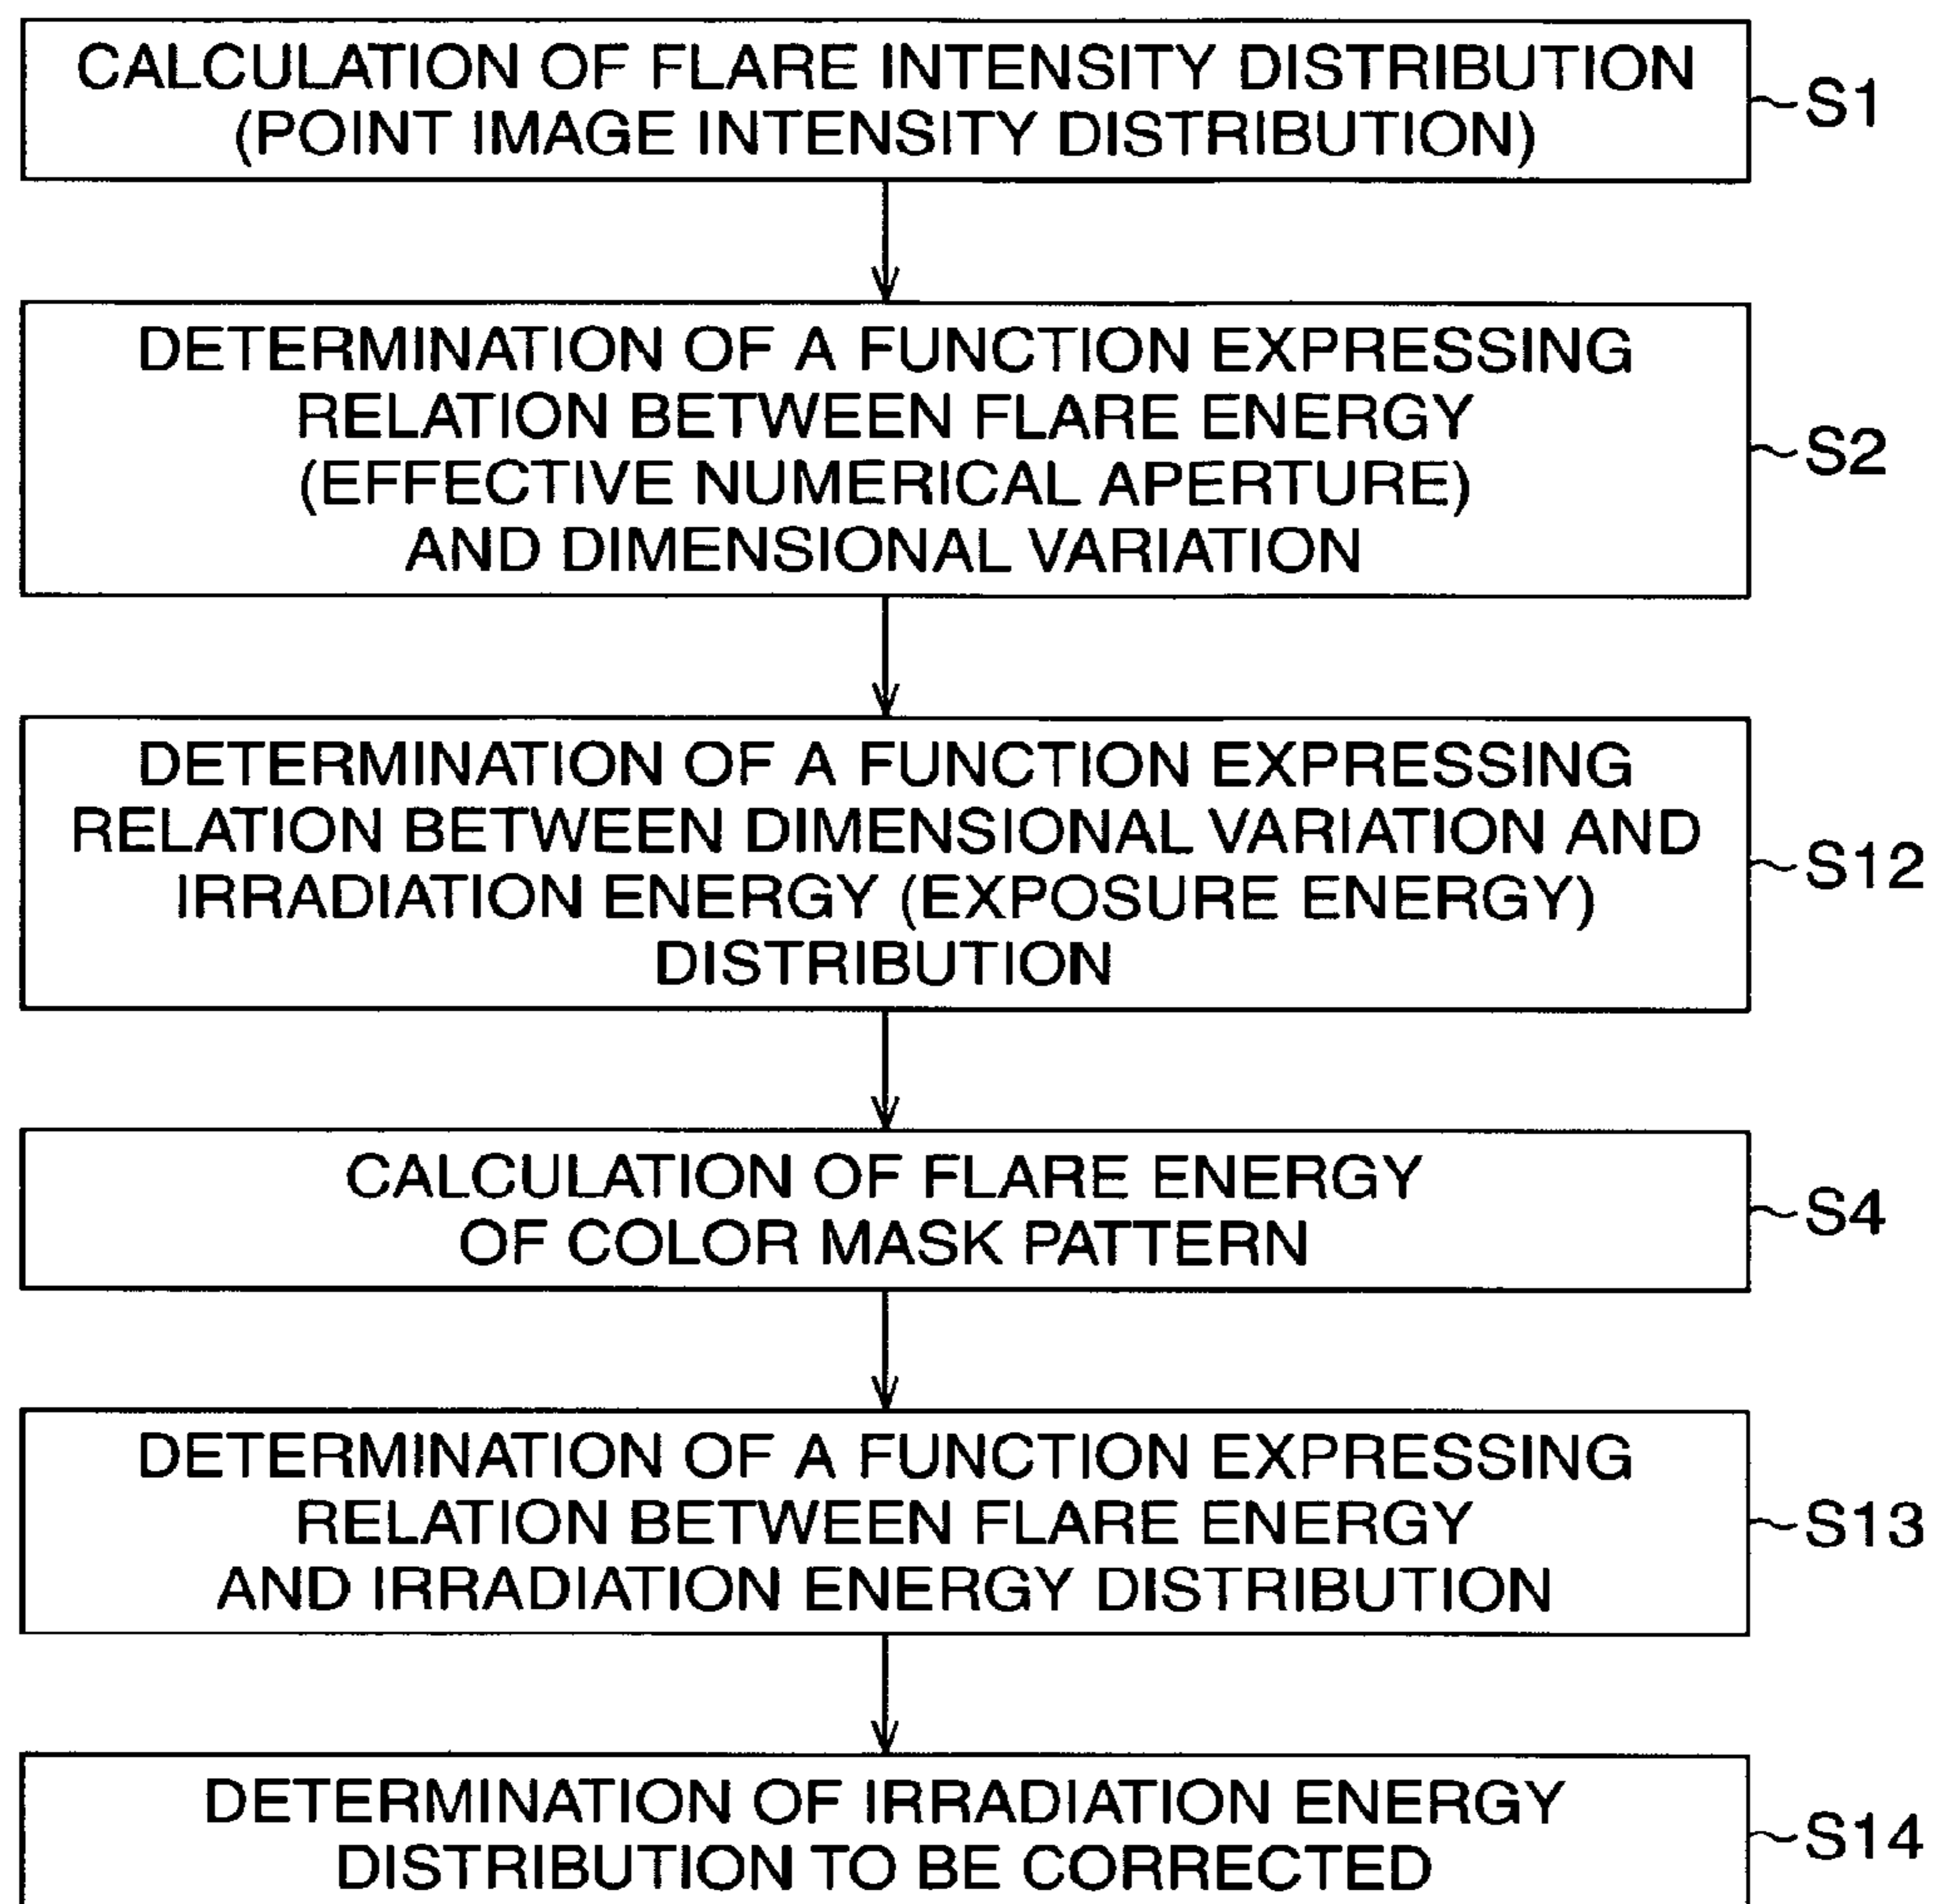 CALCULATION OF FLARE INTENSITY DISTRIBUTION
(POINT IMAGE INTENSITY DISTRIBUTION)
S1
DETERMINATION OF A FUNCTION EXPRESSING
RELATION BETWEEN FLARE ENERGY
(EFFECTIVE NUMERICAL APERTURE)
AND DIMENSIONAL VARIATION
S2
DETERMINATION OF A FUNCTION EXPRESSING
RELATION BETWEEN DIMENSIONAL VARIATION AND
IRRADIATION ENERGY (EXPOSURE ENERGY)
DISTRIBUTION
S12
CALCULATION OF FLARE ENERGY
OF COLOR MASK PATTERN
S4
DETERMINATION OF A FUNCTION EXPRESSING
RELATION BETWEEN FLARE ENERGY
AND IRRADIATION ENERGY DISTRIBUTION
S13
DETERMINATION OF IRRADIATION ENERGY
DISTRIBUTION TO BE CORRECTED
S14